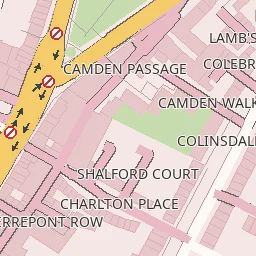 LAMB'S
COLEBR
CAMDEN PASSAGE
CAMDEN WALK
COLINSDAL
SHALFORD COURT
CHARLTON PLACE
ERREPONT ROW